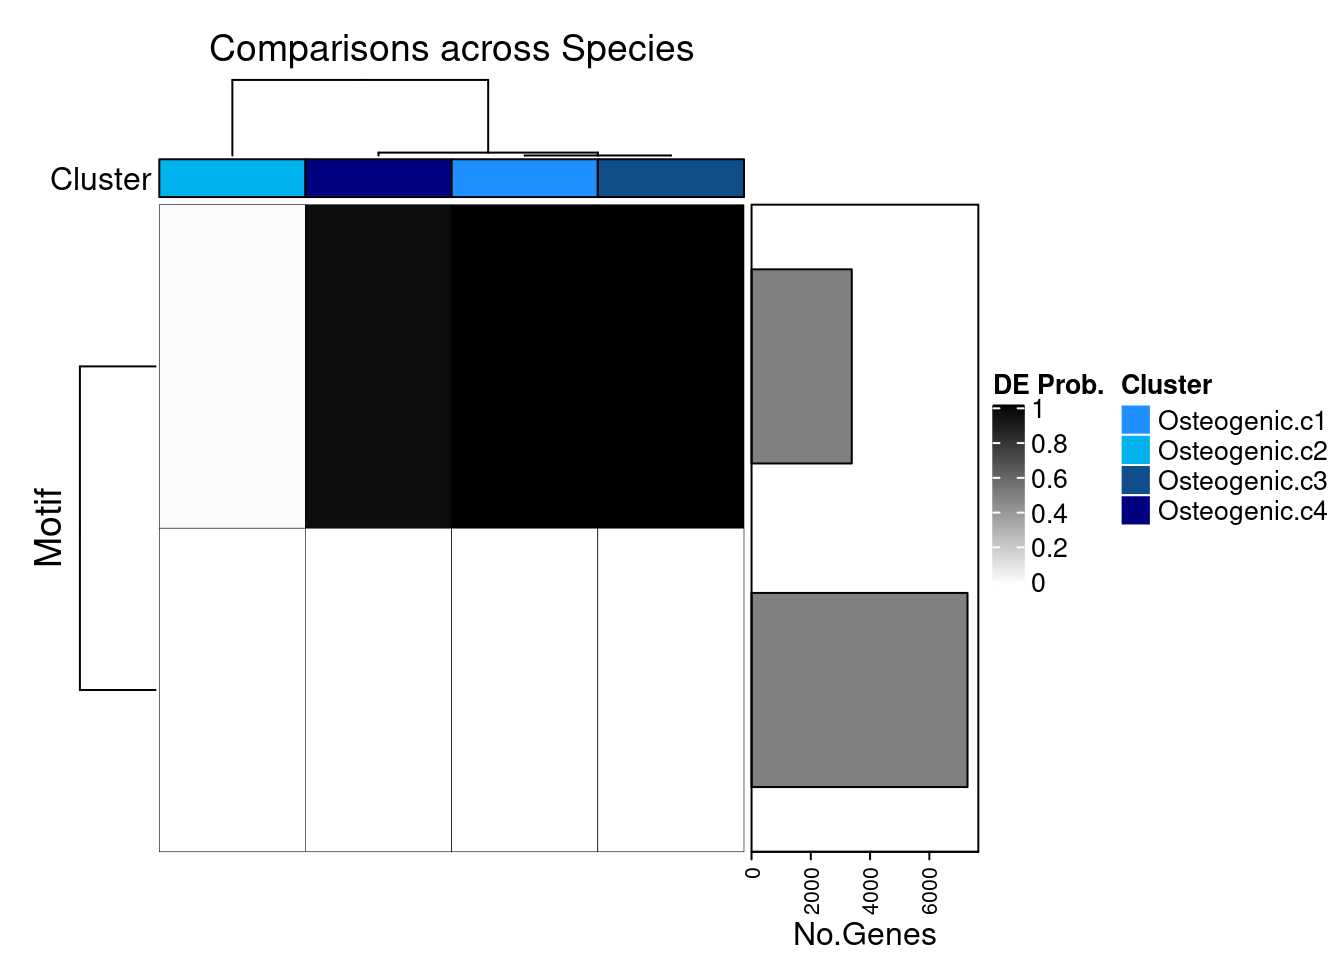 Comparisons across Species
Cluster
Motif
0
2000
4000
6000
No.Genes
DE Prob.
1
0.8
0.6
0.4
0.2
0
Cluster
Osteogenic.c1
Osteogenic.c2
Osteogenic.c3
Osteogenic.c4